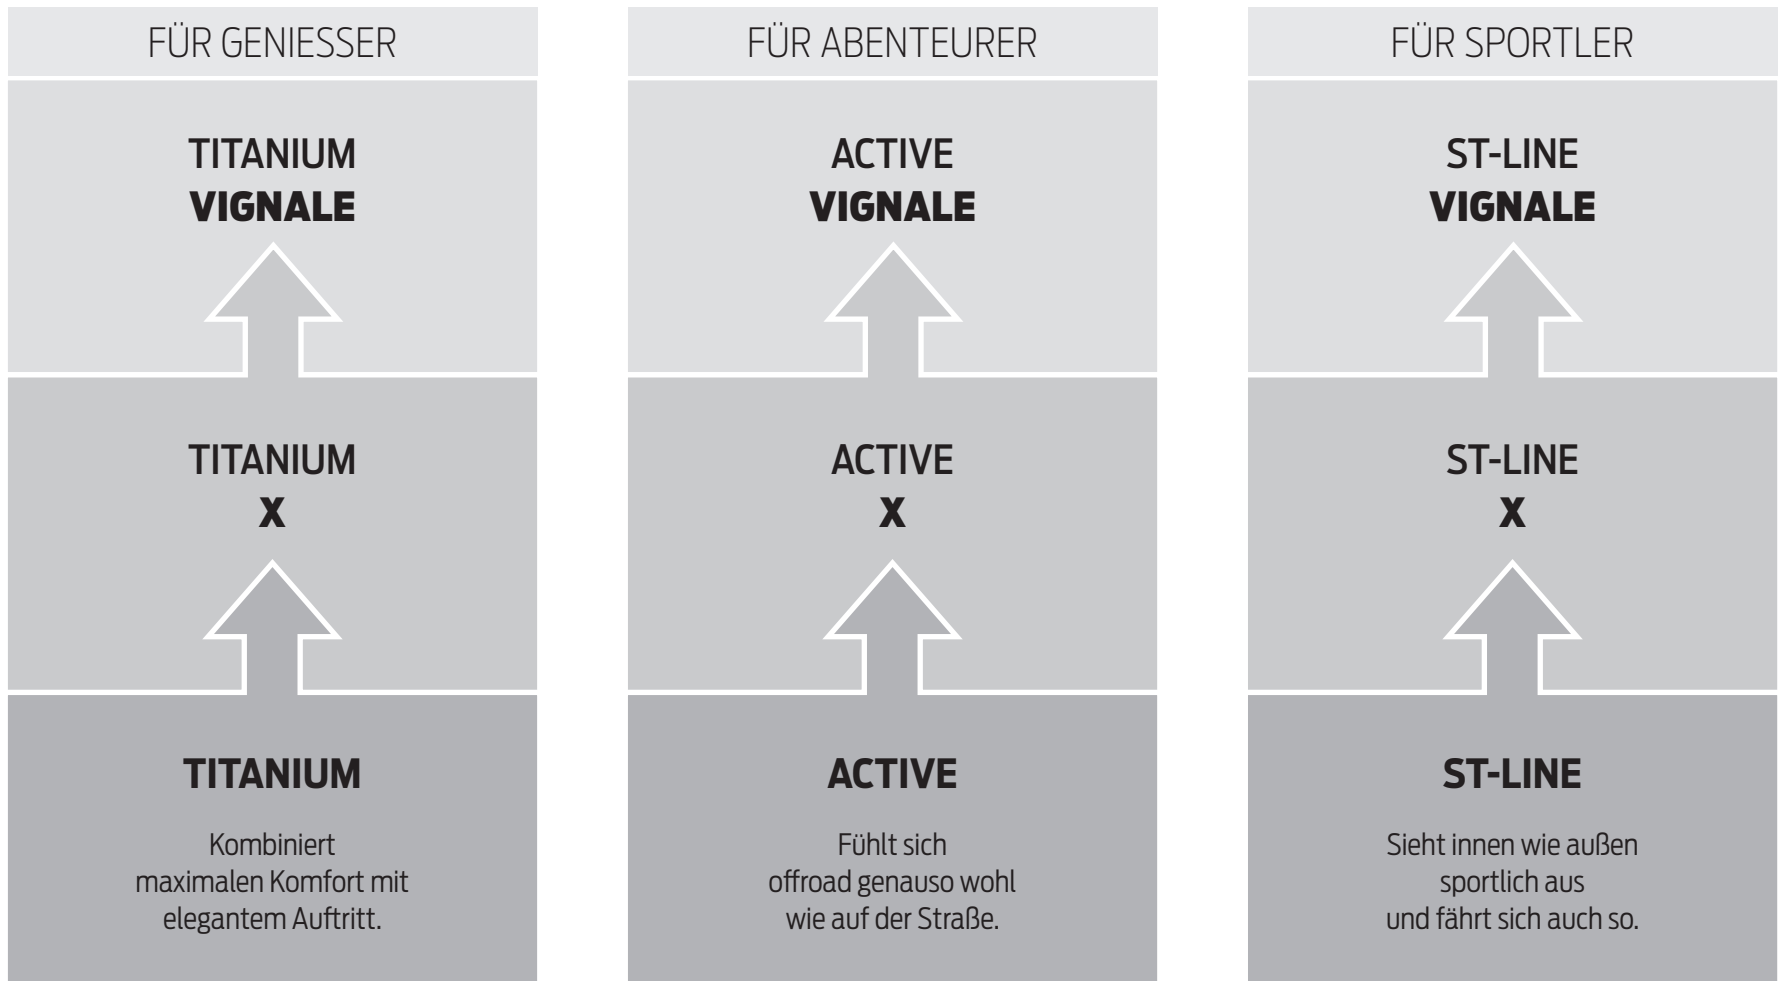 FÜR GENIESSER
TITANIUM
VIGNALE
TITANIUM
X
TITANIUM
Kombiniert
maximalen Komfort mit
elegantem Auftritt.
FÜR ABENTEURER
ACTIVE
VIGNALE
ACTIVE
X
ACTIVE
Fühlt sich
offroad genauso wohl
wie auf der Straße.
FÜR SPORTLER
ST-LINE
VIGNALE
ST-LINE
X
ST-LINE
Sieht innen wie außen
sportlich aus
und fährt sich auch so.